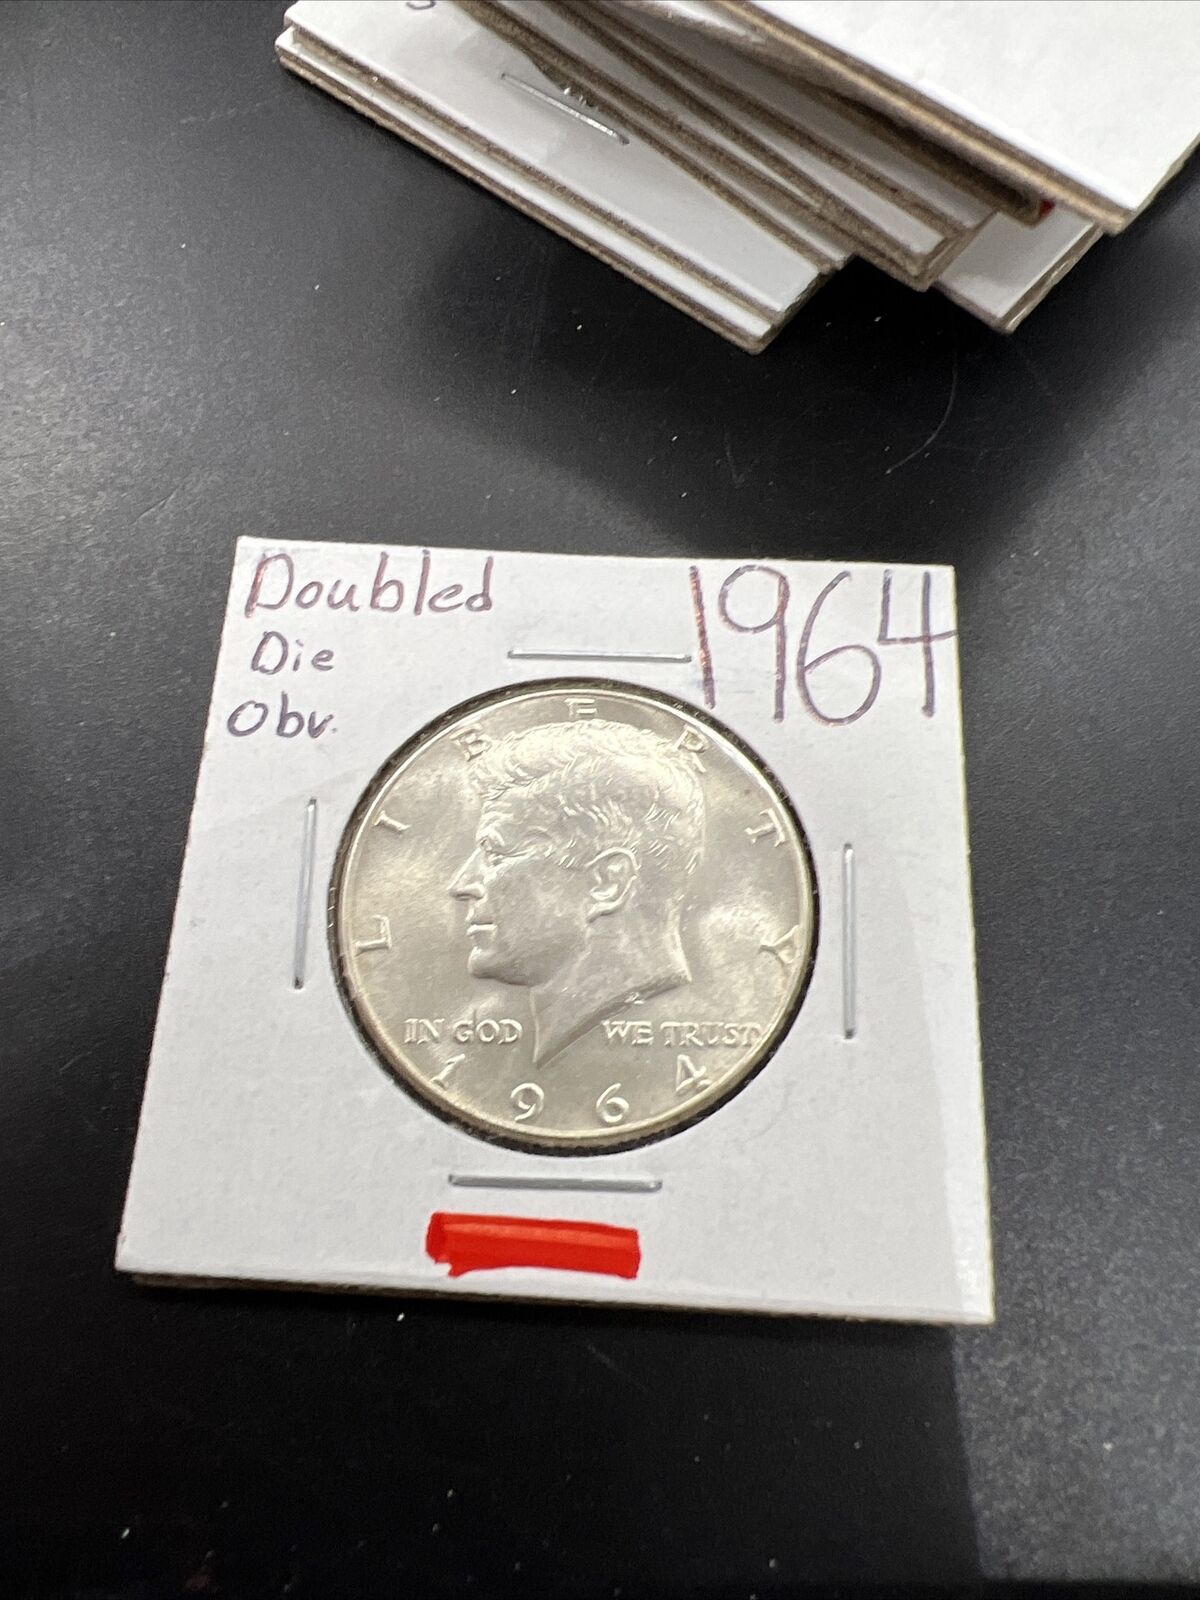 Doubled
Die
Obv.
1964
LIBERTY
IN GOD WE TRUST
1964